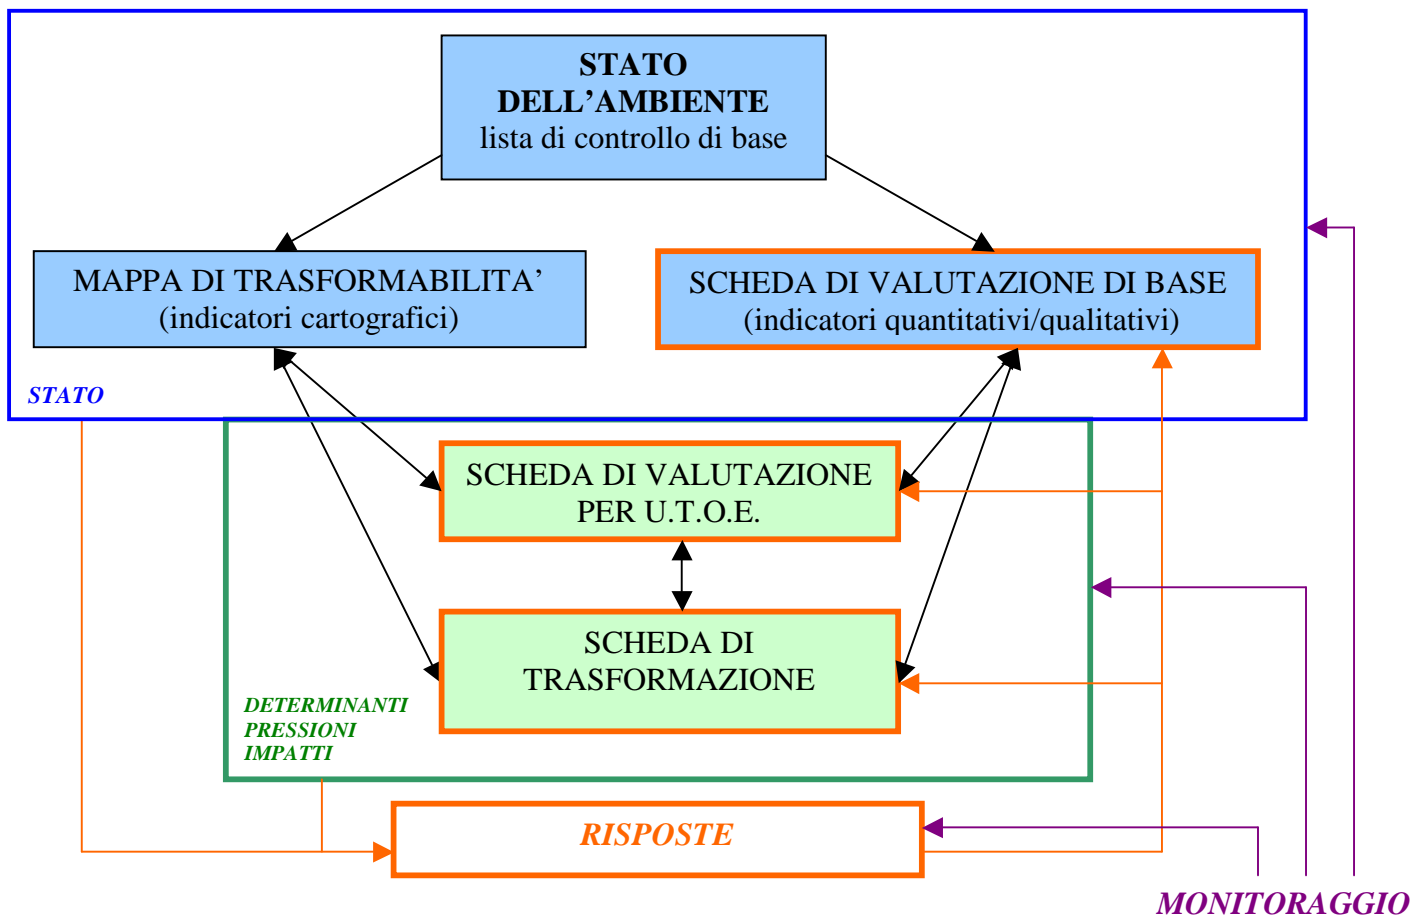 STATO
DELL’AMBIENTE
lista di controllo di base
MAPPA DI TRASFORMABILITA’
(indicatori cartografici)
SCHEDA DI VALUTAZIONE DI BASE
(indicatori quantitativi/qualitativi)
STATO
SCHEDA DI VALUTAZIONE
PER U.T.O.E.
SCHEDA DI
TRASFORMAZIONE
DETERMINANTI
PRESSIONI
IMPATTI
RISPOSTE
MONITORAGGIO